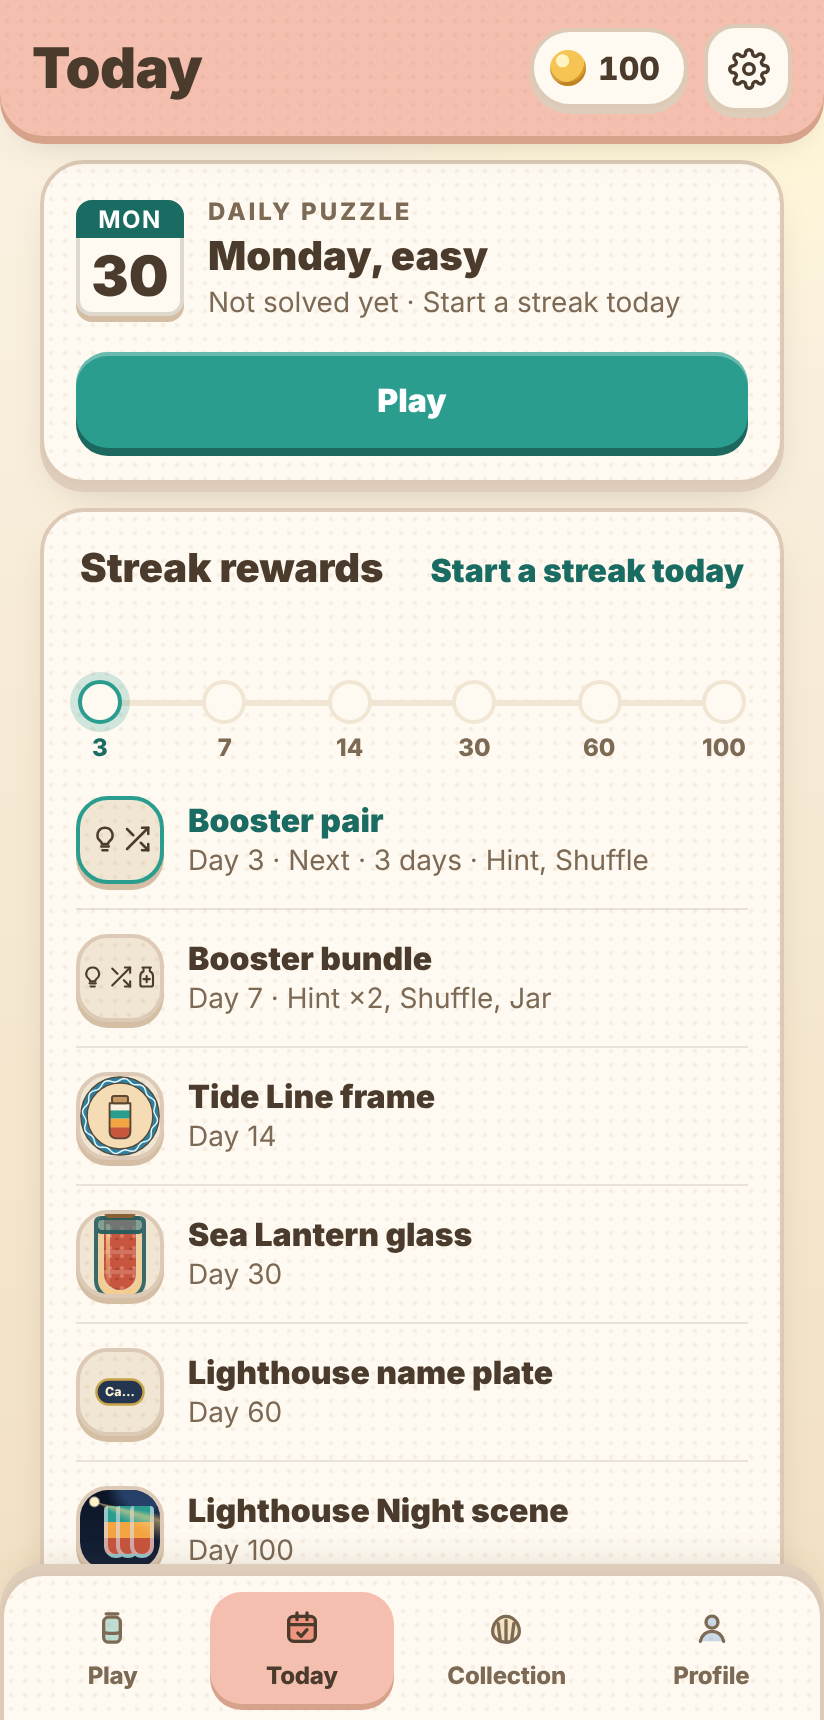 Today
100
MON
30
DAILY PUZZLE
Monday, easy
Not solved yet · Start a streak today
Play
Streak rewards
Start a streak today
3 7 14 30 60 100
Booster pair
Day 3 · Next · 3 days · Hint, Shuffle
Booster bundle
Day 7 · Hint ×2, Shuffle, Jar
Tide Line frame
Day 14
Sea Lantern glass
Day 30
Ca...
Lighthouse name plate
Day 60
Lighthouse Night scene
Day 100
Play
Today
Collection
Profile